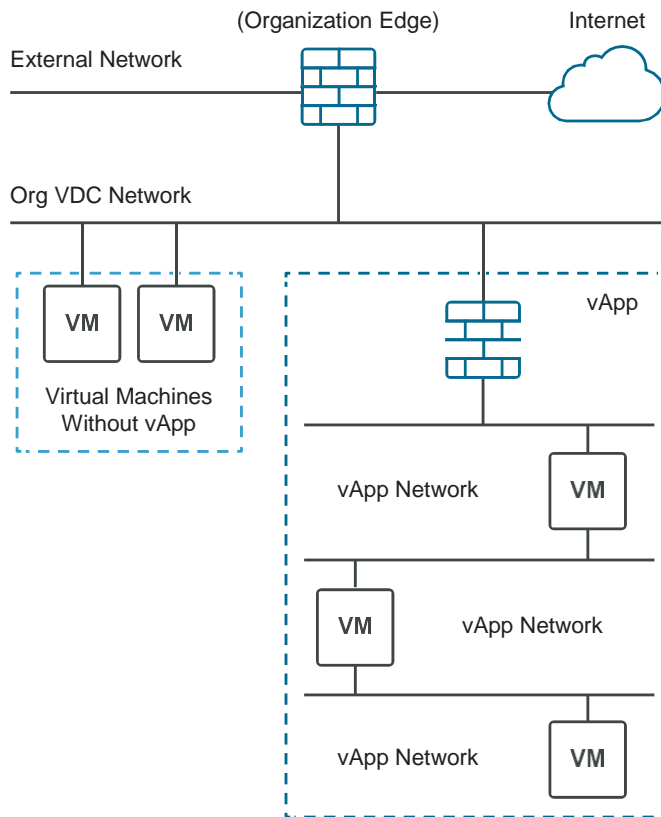 (Organization Edge)
Internet
External Network
Org VDC Network
VM
VM
vApp
Virtual Machines
Without vApp
vApp Network
VM
VM
vApp Network
vApp Network
VM